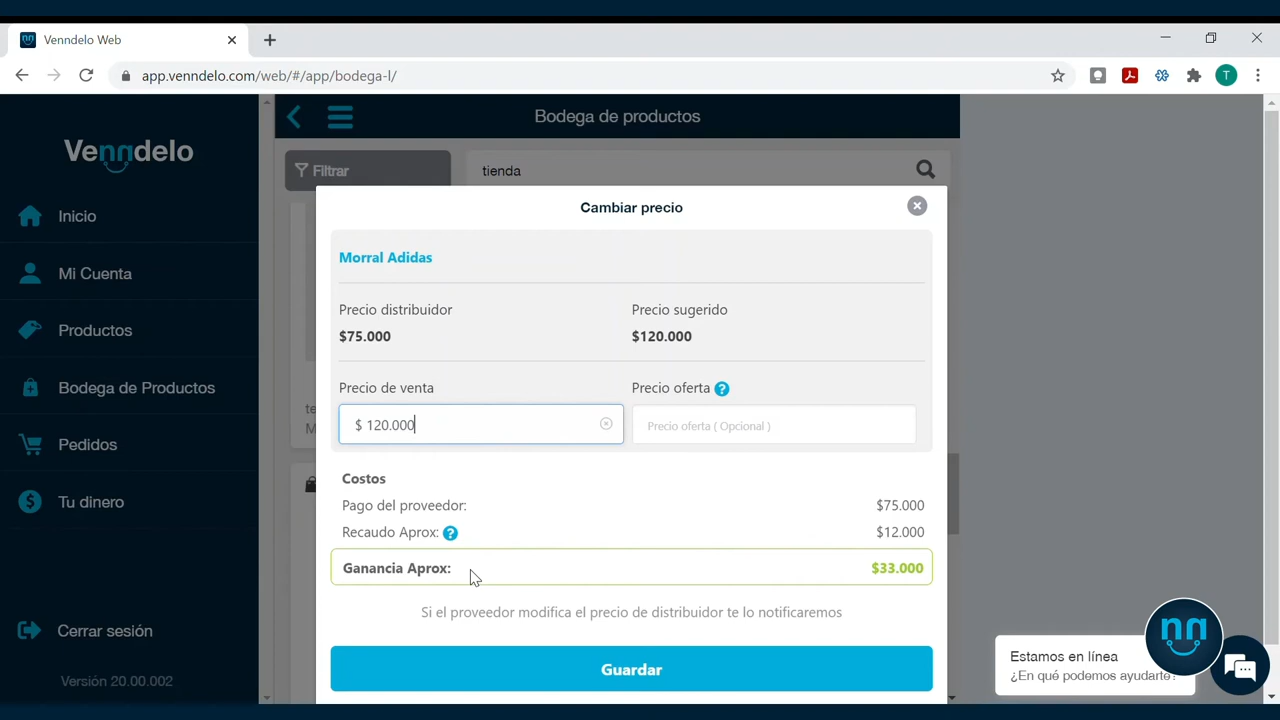 Venndelo Web
app.venndelo.com/web/#/app/bodega-l/
T
Venndelo
Inicio
Mi Cuenta
Productos
Bodega de Productos
Pedidos
Tu dinero
Cerrar sesión
Versión 20.00.002
Bodega de productos
Filtrar
tienda
Cambiar precio
Morral Adidas
Precio distribuidor
Precio sugerido
$75.000
$120.000
Precio de venta
Precio oferta ?
$ 120.000
Precio oferta ( Opcional )
Costos
Pago del proveedor:
$75.000
Recaudo Aprox: ?
$12.000
Ganancia Aprox:
$33.000
Si el proveedor modifica el precio de distribuidor te lo notificaremos
Guardar
Estamos en línea
¿En qué podemos ayudarte?
nn